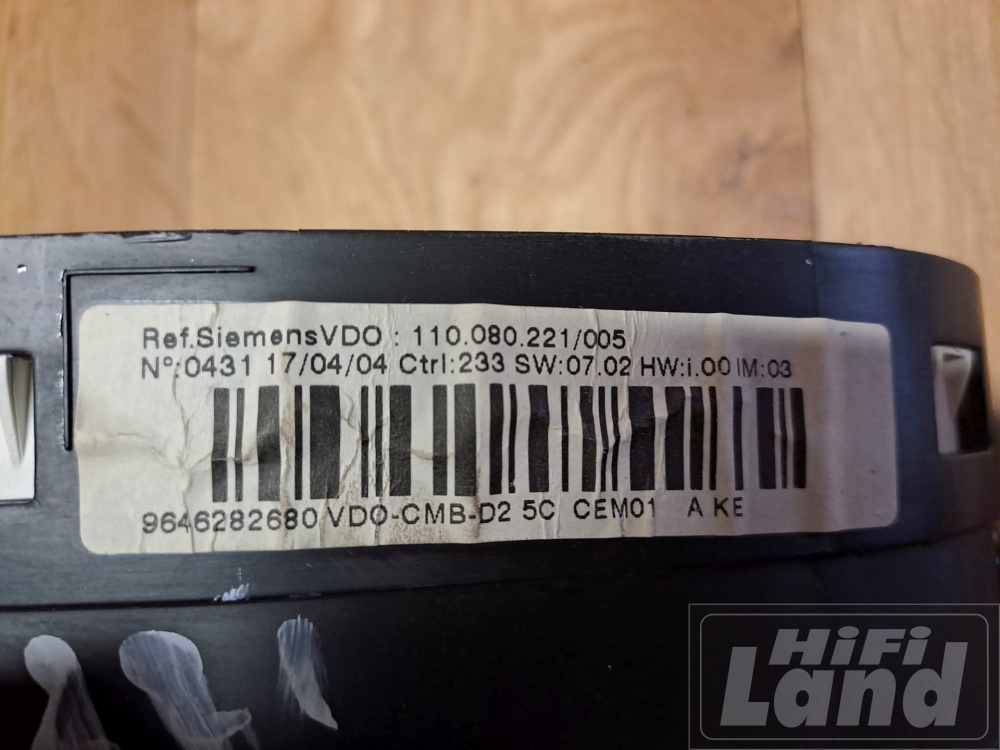 Ref.SiemensVDO : 110.080.221/005
N°:0431 17/04/04 Ctrl:233 SW:07.02 HW:i.00 IM:03
9646282680 VDO-CMB-D2 5C CEM01 A KE
HiFi
Land